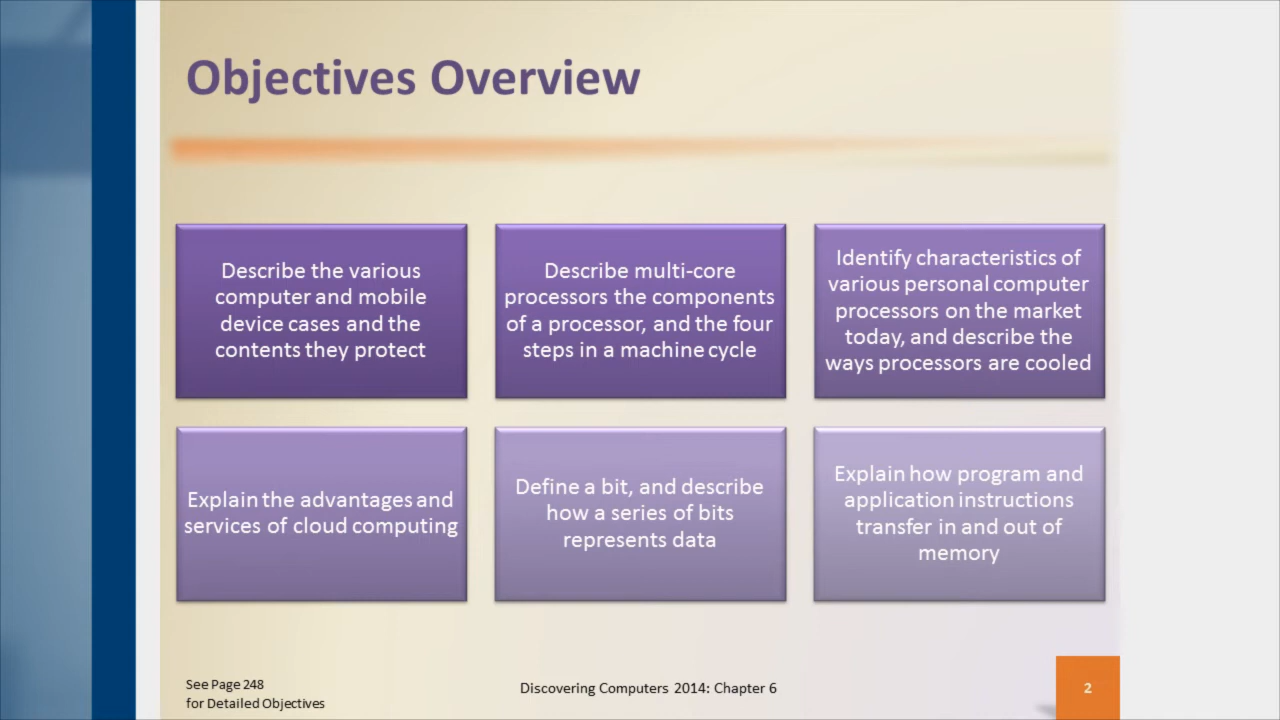 Objectives Overview
Describe the various
computer and mobile
device cases and the
contents they protect
Describe multi-core
processors the components
of a processor, and the four
steps in a machine cycle
Identify characteristics of
various personal computer
processors on the market
today, and describe the
ways processors are cooled
Explain the advantages and
services of cloud computing
Define a bit, and describe
how a series of bits
represents data
Explain how program and
application instructions
transfer in and out of
memory
See Page 248
for Detailed Objectives
Discovering Computers 2014: Chapter 6
2